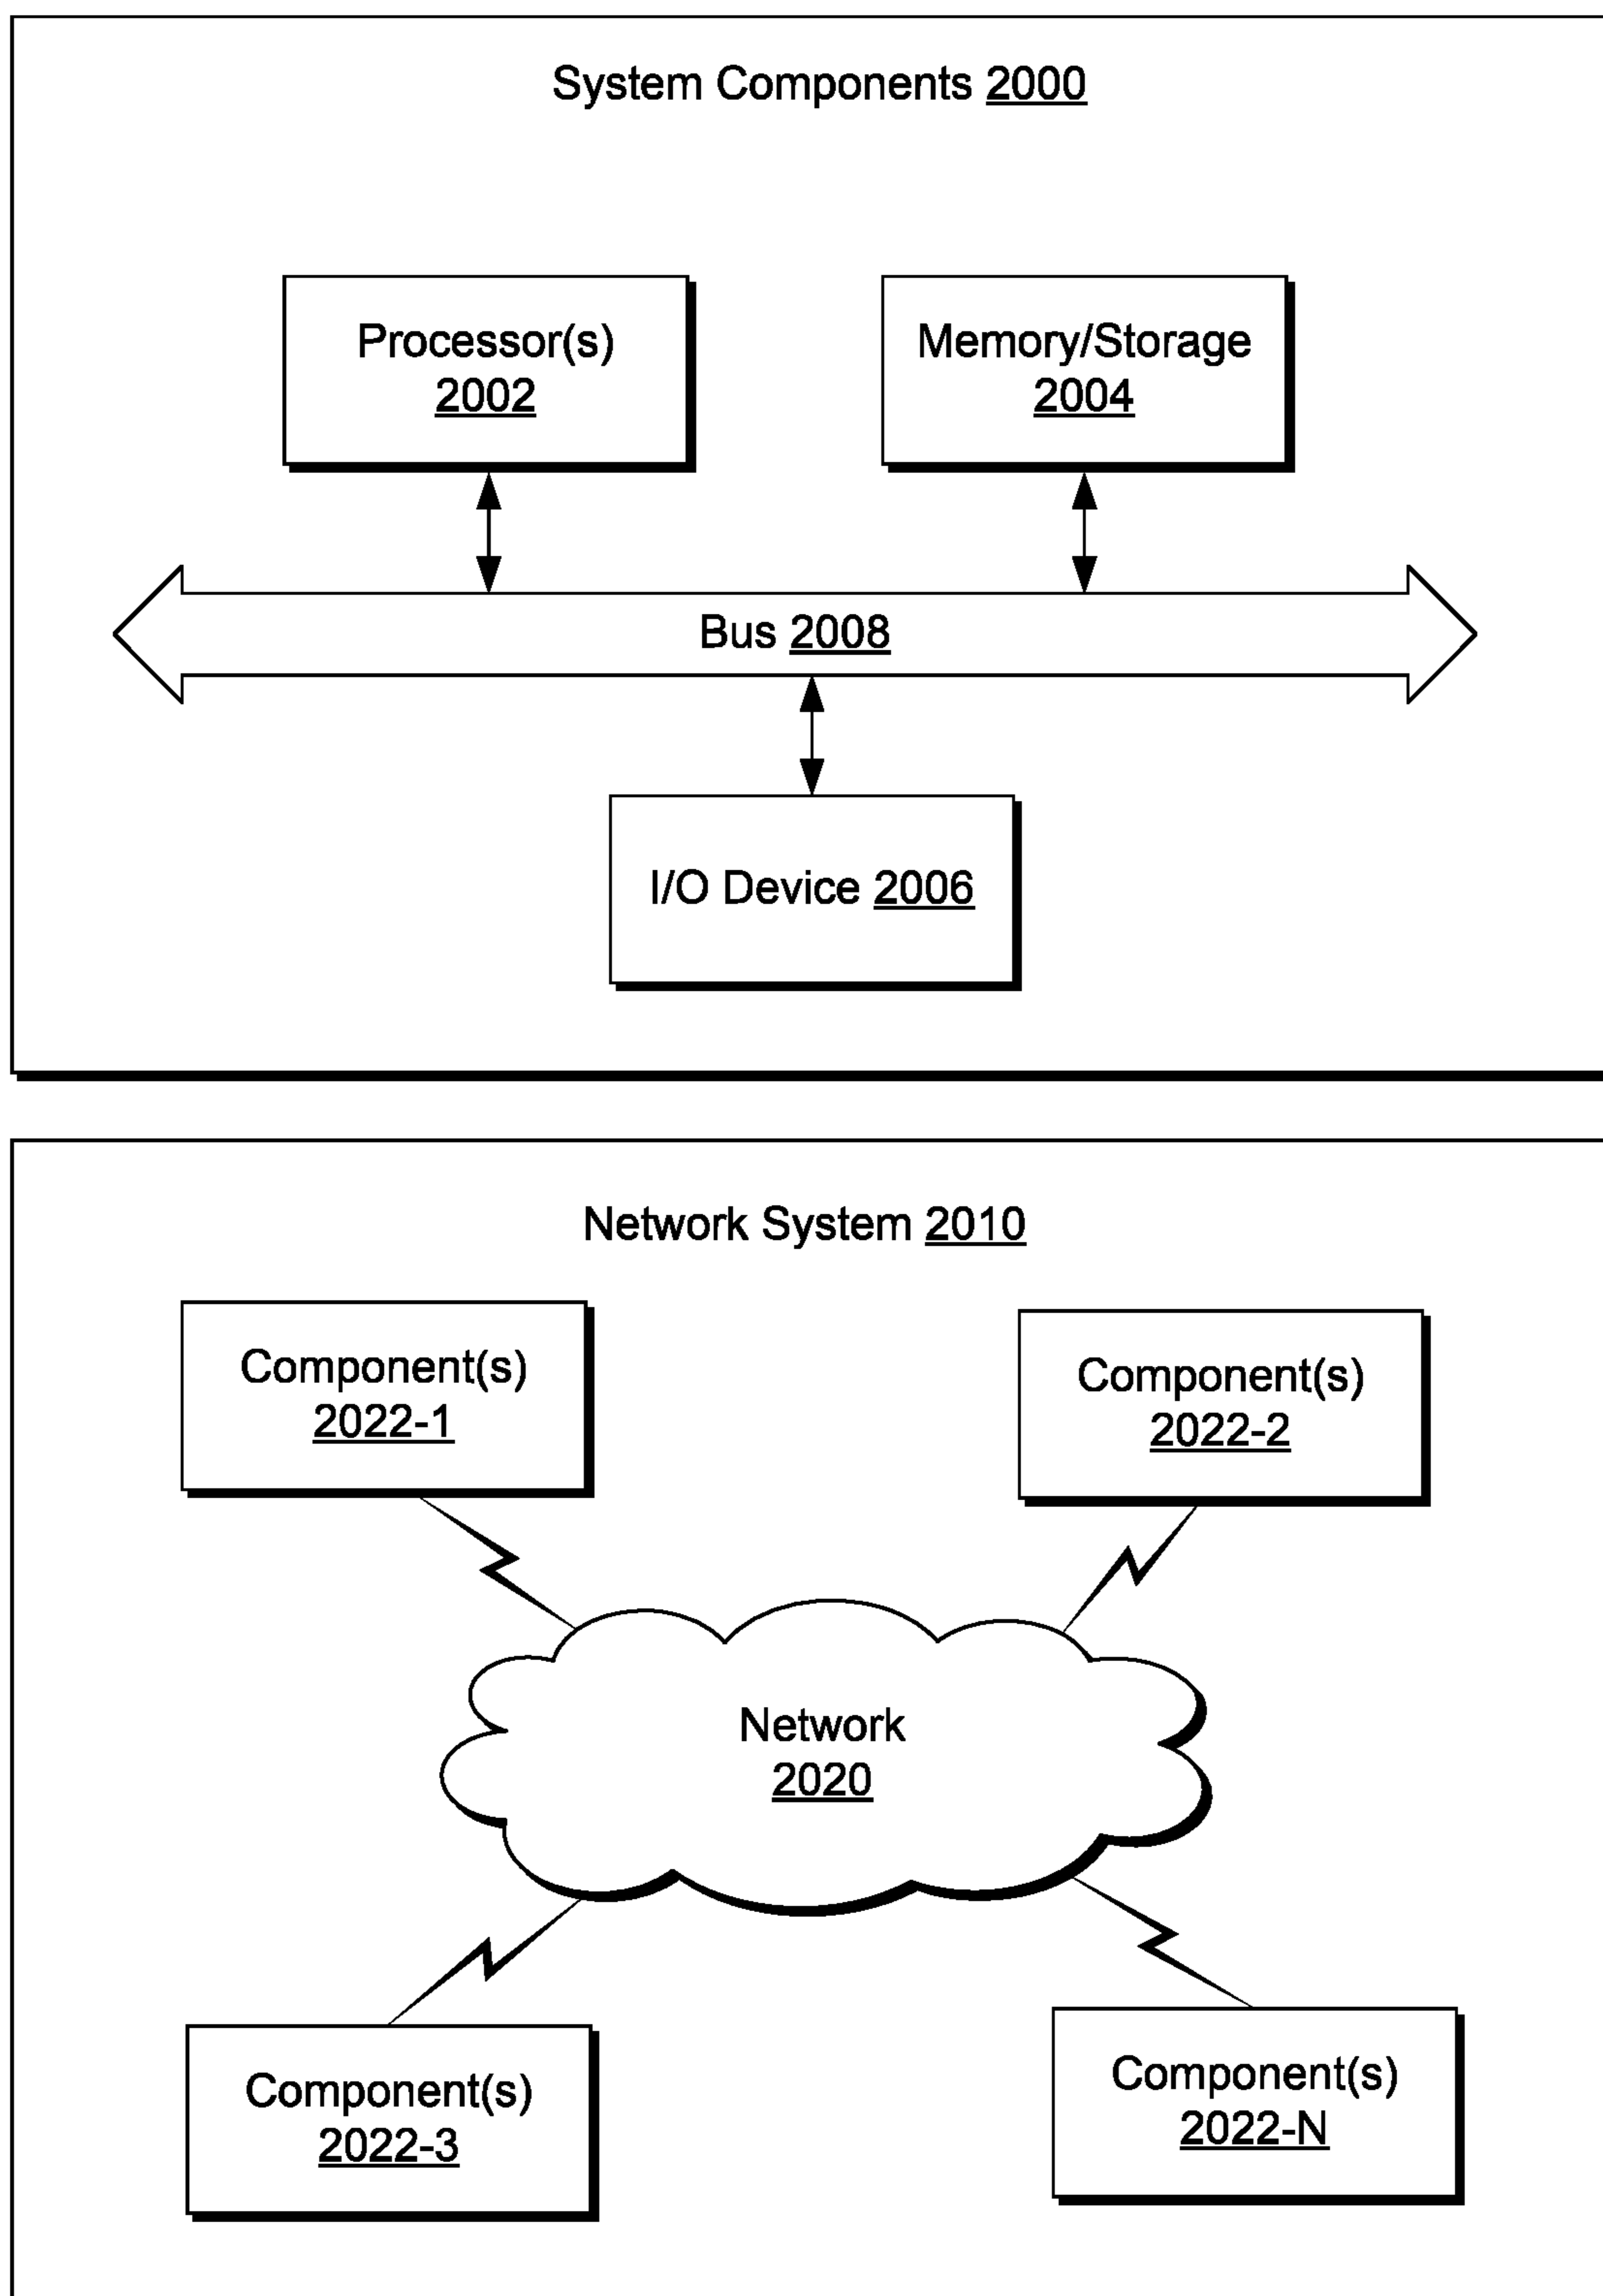 System Components 2000
Processor(s)
2002
Memory/Storage
2004
Bus 2008
I/O Device 2006
Network System 2010
Component(s)
2022-1
Component(s)
2022-2
Network
2020
Component(s)
2022-3
Component(s)
2022-N